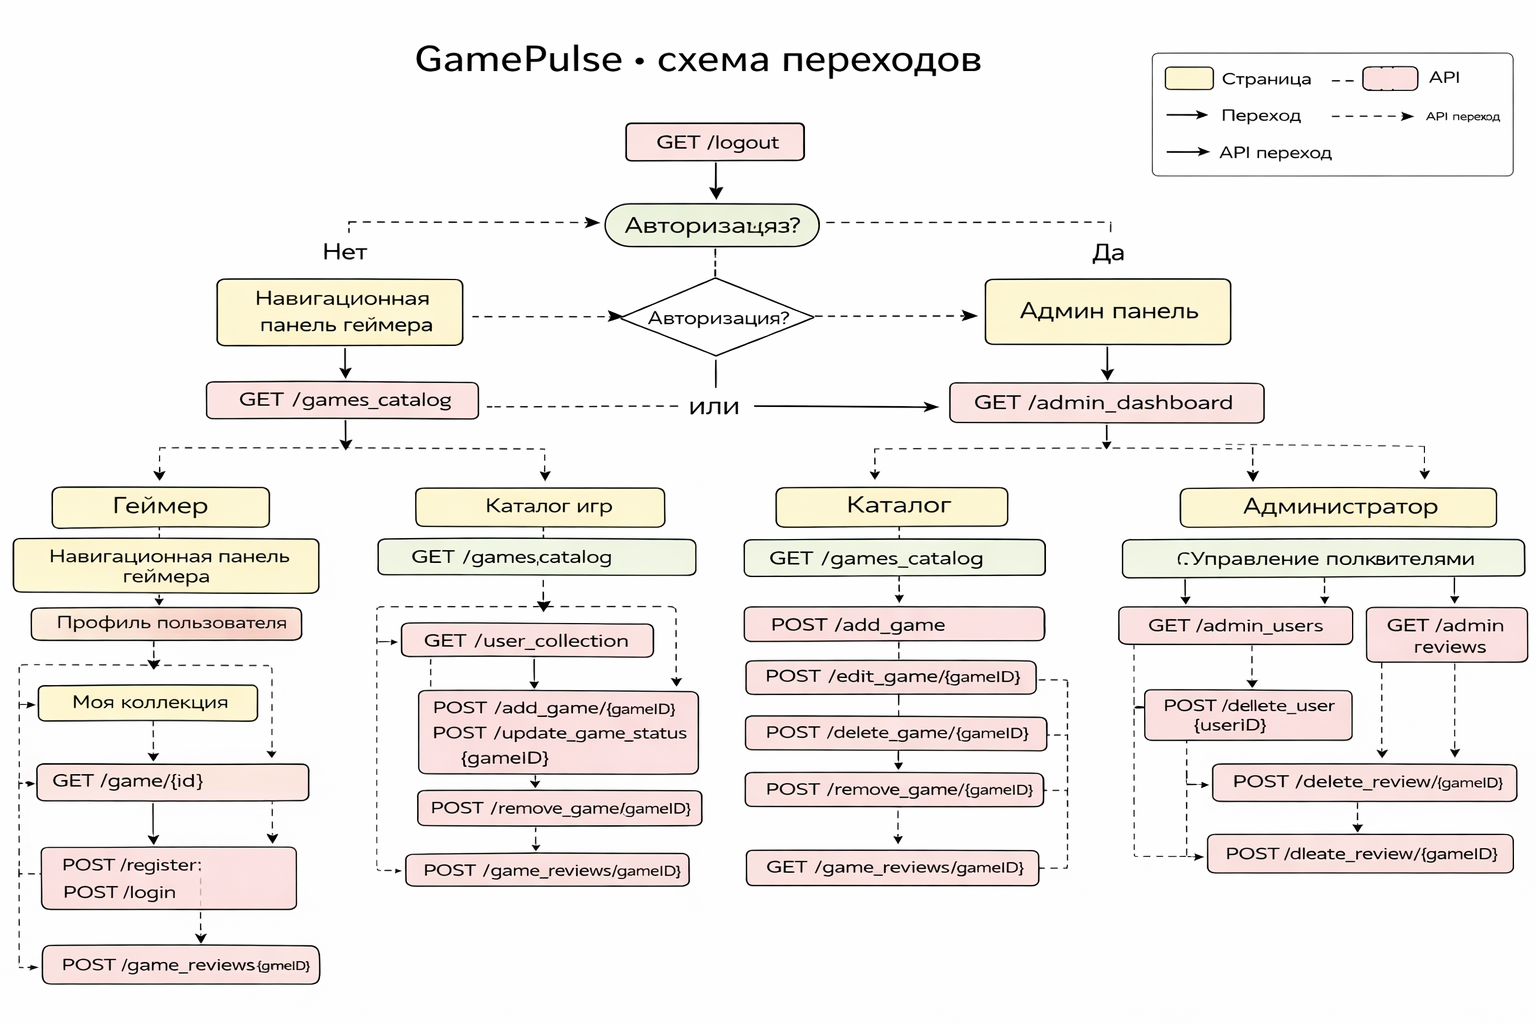 GamePulse • схема переходов
Страница
API
Переход
API переход
API переход
GET /logout
Авторизацяз?
Нет
Да
Навигационная
панель геймера
Авторизация?
Админ панель
GET /games_catalog
или
GET /admin_dashboard
Геймер
Каталог игр
Каталог
Администратор
Навигационная панель
геймера
GET /games,catalog
GET /games_catalog
Управление полквителями
Профиль пользователя
GET /user_collection
POST /add_game
GET /admin_users
GET /admin
reviews
Моя коллекция
POST /add_game/{gameID}
POST /update_game_status
{gameID}
POST /edit_game/{gameID}
POST /dellete_user
{useriD}
POST /delete_game/{gameID}
GET /game/{id}
POST /remove_game/gameID}
POST /remove_game/{gameID}
POST /delete_review/{gameID}
POST /register:
POST /login
POST /game_reviews/gameID}
GET /game_reviews/gameID}
POST /dleate_review/{gameID}
POST /game_reviews{gmeID}